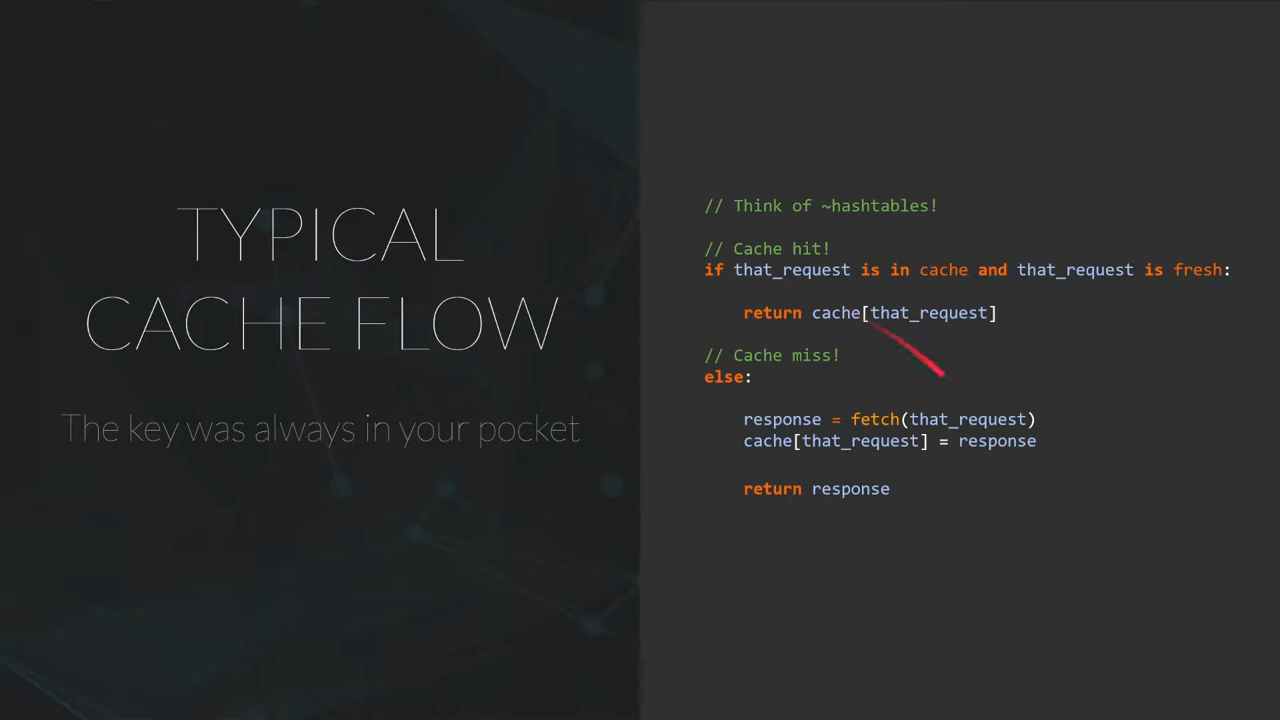 TYPICAL
CACHE FLOW
The key was always in your pocket
// Think of ~hashtables!
// Cache hit!
if that_request is in cache and that_request is fresh:
return cache[that_request]
// Cache miss!
else:
response = fetch(that_request)
cache[that_request] = response
return response